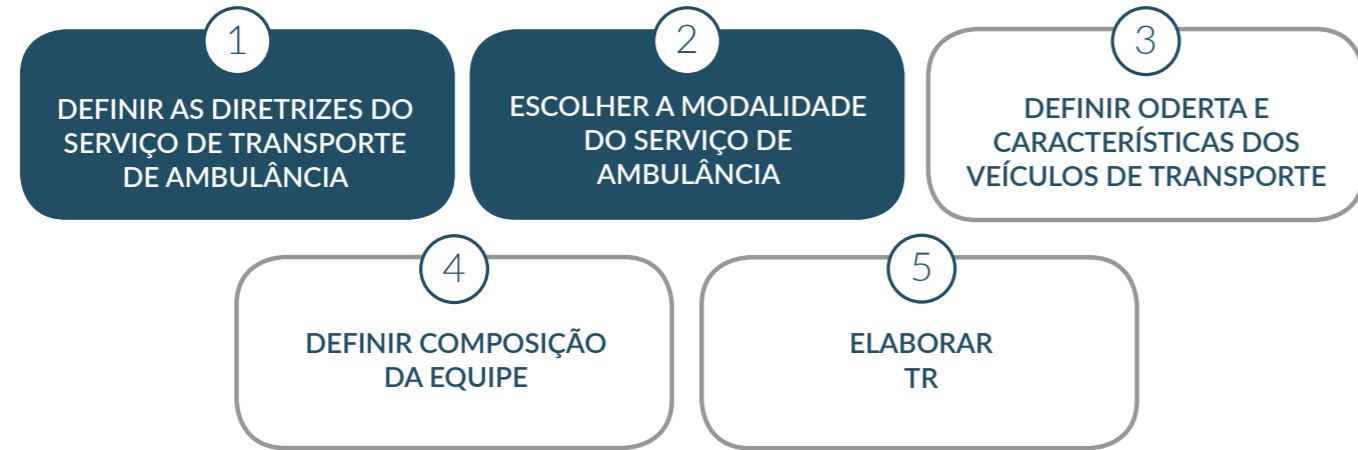 1
DEFINIR AS DIRETRIZES DO
SERVIÇO DE TRANSPORTE
DE AMBULÂNCIA
2
ESCOLHER A MODALIDADE
DO SERVIÇO DE
AMBULÂNCIA
3
DEFINIR ODERTA E
CARACTERÍSTICAS DOS
VEÍCULOS DE TRANSPORTE
4
DEFINIR COMPOSIÇÃO
DA EQUIPE
5
ELABORAR
TR